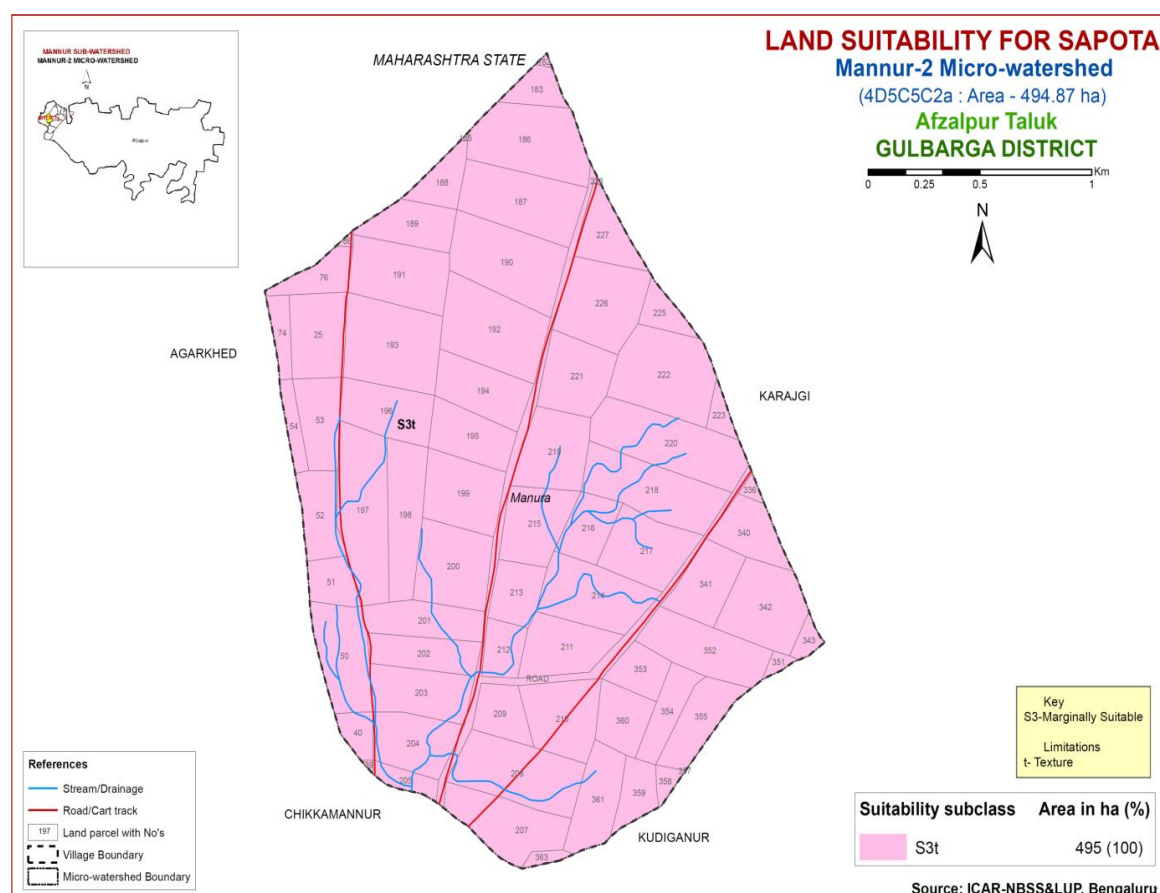 MANNUR SUB-WATERSHED
MANNUR-2 MICRO-WATERSHED
N
LAND SUITABILITY FOR SAPOTA
Mannur-2 Micro-watershed
(4D5C5C2a : Area - 494.87 ha)
Afzalpur Taluk
GULBARGA DISTRICT
0 0.25 0.5 1 Km
N
MAHARASHTRA STATE
183
186
188
187
189
227
190
76
191
226
225
74
25
192
193
AGARKHED
221
222
194
KARAJGI
223
196
53
54
S3t
195
220
219
199
218
336
Manura
52
197
198
215
216
340
217
200
51
213
341
214
342
201
343
50
202
212
211
352
353
351
ROAD
203
209
354
355
40
360
204
205
208
361
359
358
CHIKKAMANNUR
207
KUDIGANUR
363
References
Stream/Drainage
Road/Cart track
197 Land parcel with No's
Village Boundary
Micro-watershed Boundary
Key
S3-Marginally Suitable
Limitations
t- Texture
Suitability subclass Area in ha (%)
S3t 495 (100)
Source: ICAR-NBSS&LUP, Bengaluru